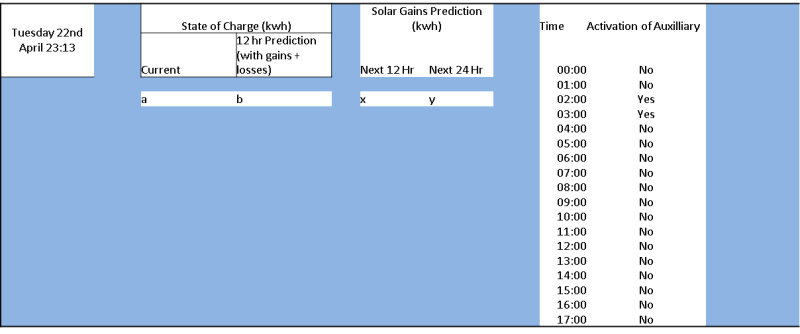 Tuesday 22nd
April 23:13
State of Charge (kwh)
Current
12 hr Prediction
(with gains +
losses)
a b
Solar Gains Prediction
(kwh)
Next 12 Hr Next 24 Hr
x y
Time Activation of Auxilliary
00:00 No
01:00 No
02:00 Yes
03:00 Yes
04:00 No
05:00 No
06:00 No
07:00 No
08:00 No
09:00 No
10:00 No
11:00 No
12:00 No
13:00 No
14:00 No
15:00 No
16:00 No
17:00 No